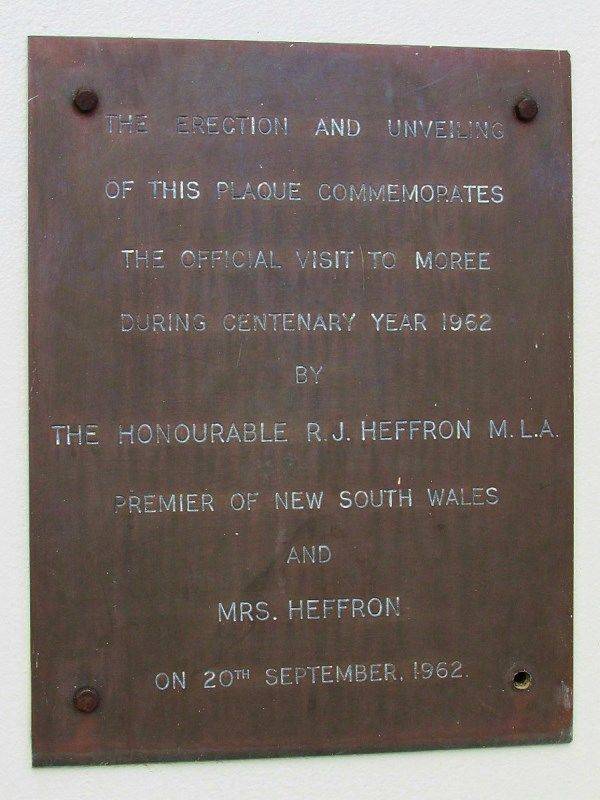 THE ERECTION AND UNVEILING
OF THIS PLAQUE COMMEMORATES
THE OFFICIAL VISIT TO MOREE
DURING CENTENARY YEAR 1962
BY
THE HONOURABLE R.J. HEFFRON M.L.A.
PREMIER OF NEW SOUTH WALES
AND
MRS. HEFFRON
ON 20TH SEPTEMBER, 1962.